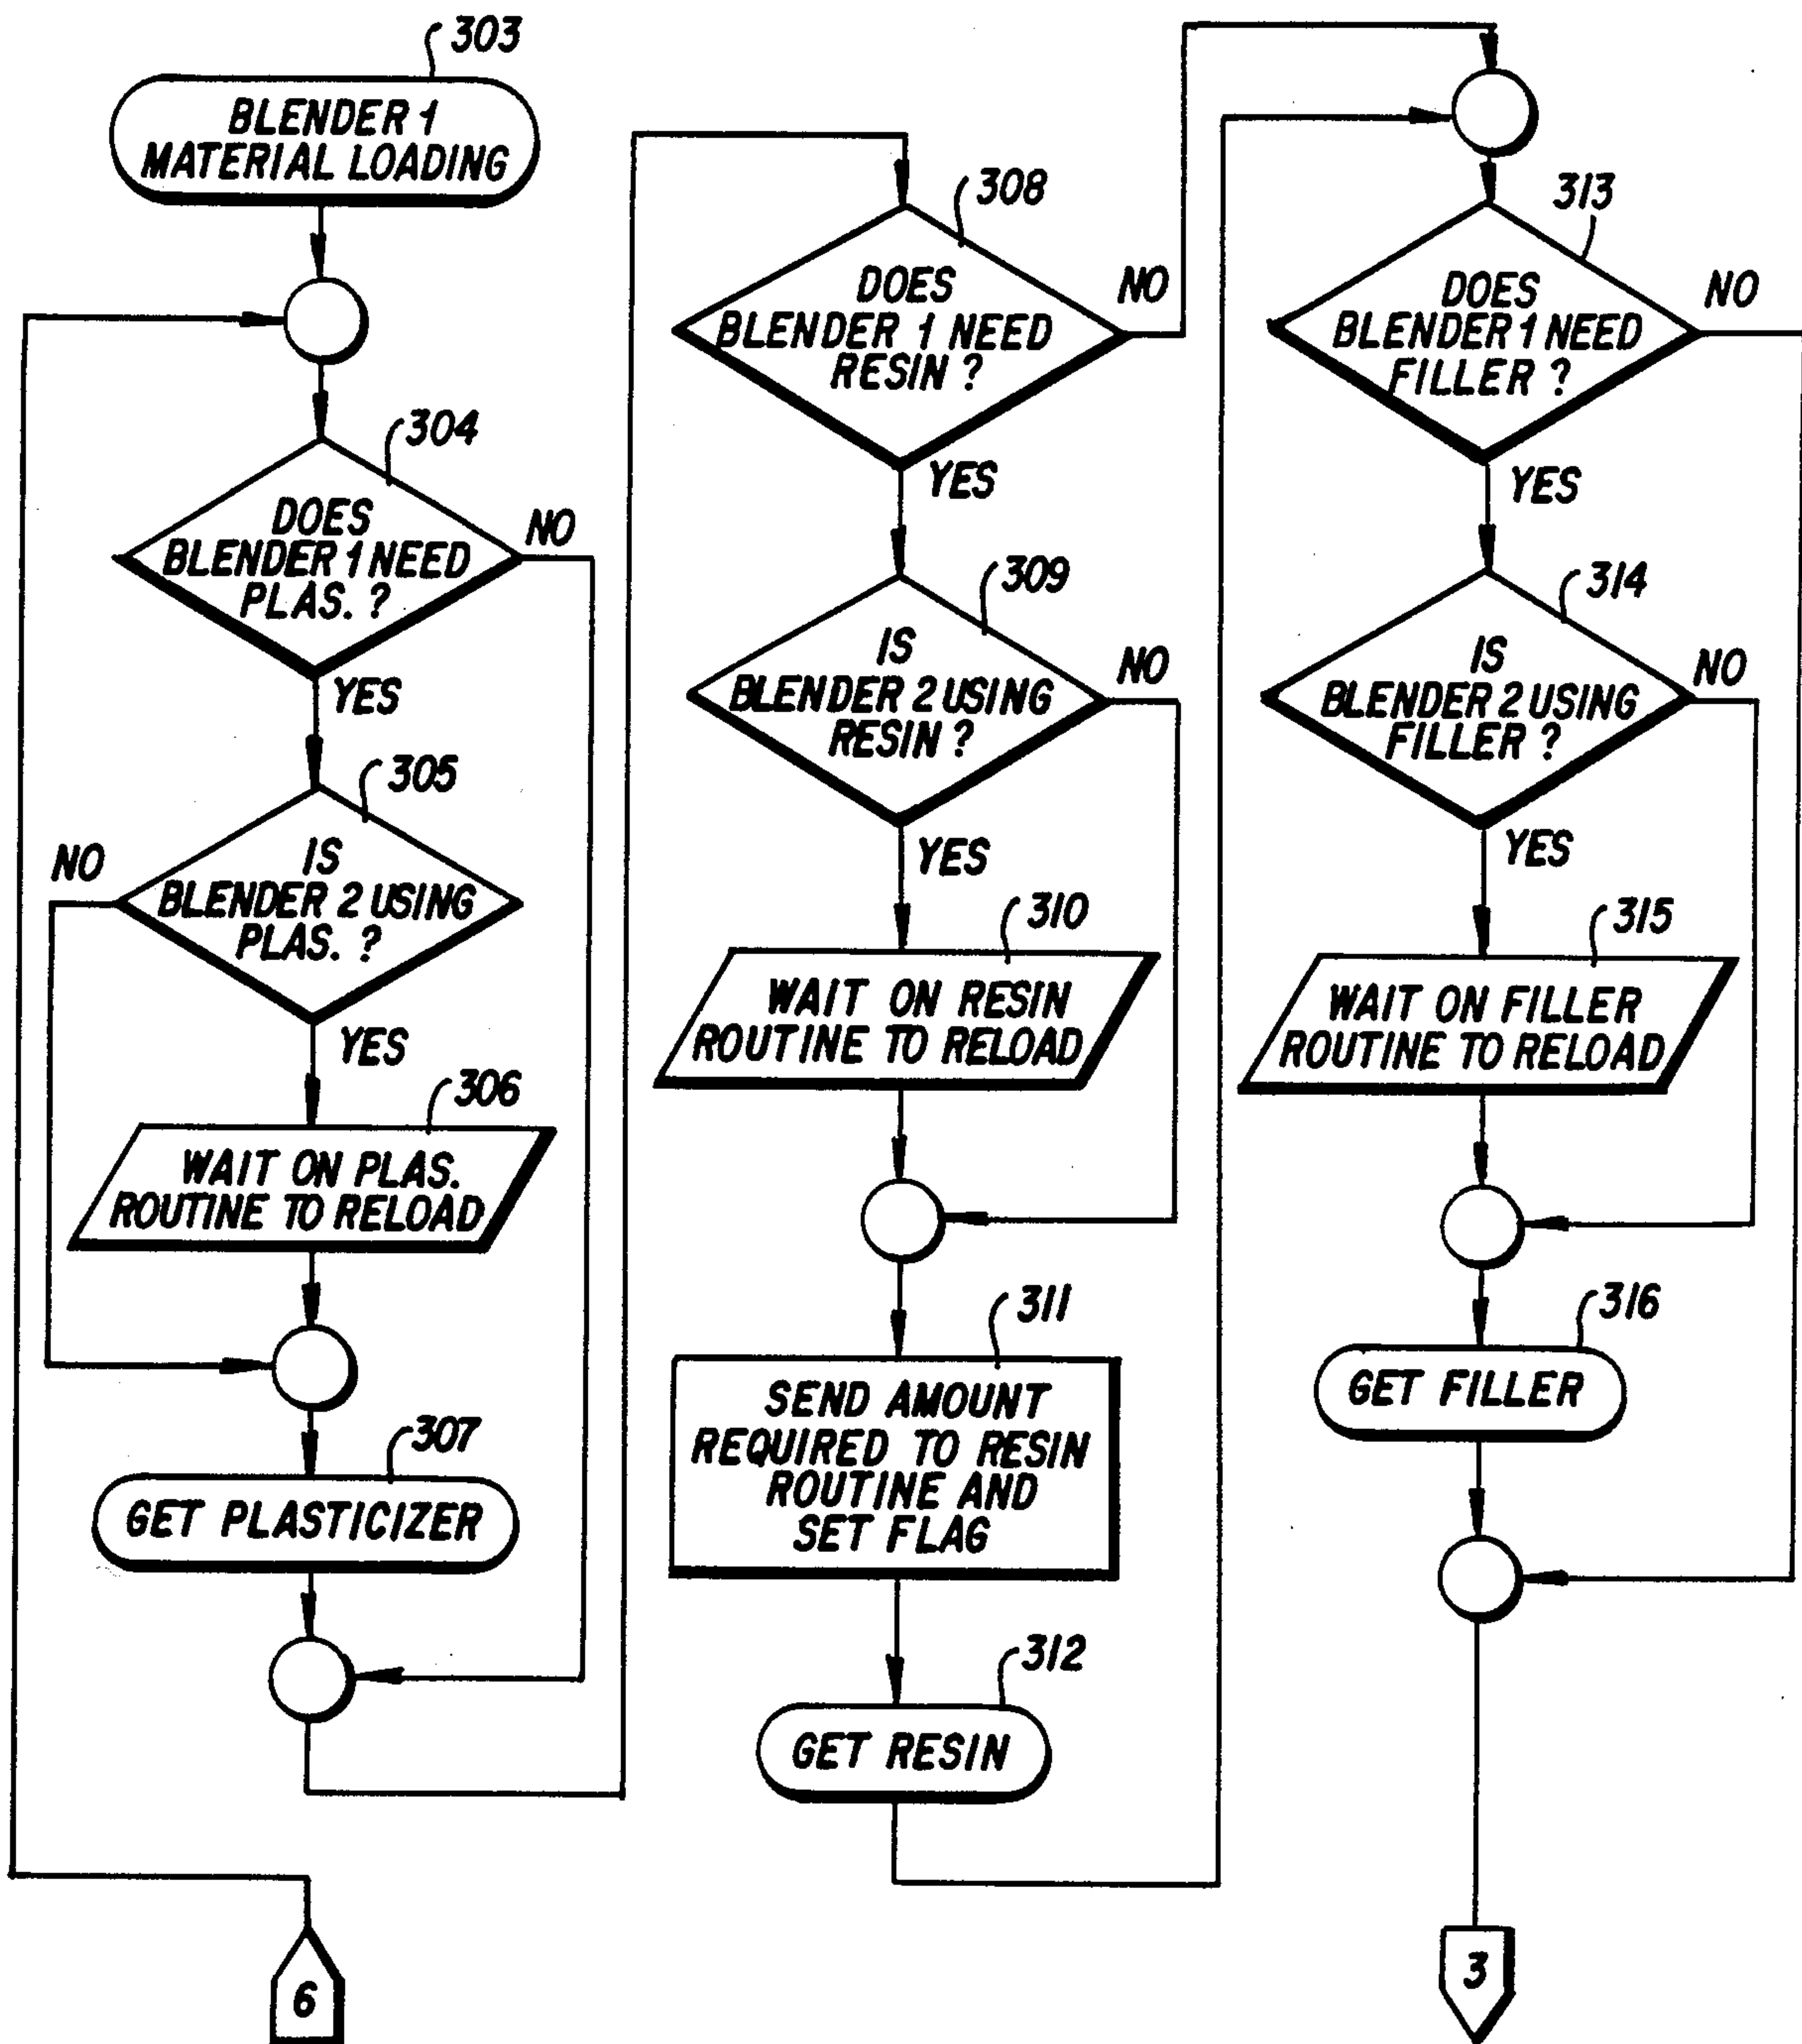 303
BLENDER 1
MATERIAL LOADING
304
DOES
BLENDER 1 NEED
PLAS. ?
NO
YES
305
IS
BLENDER 2 USING
PLAS. ?
NO
YES
306
WAIT ON PLAS.
ROUTINE TO RELOAD
307
GET PLASTICIZER
6
308
DOES
BLENDER 1 NEED
RESIN ?
NO
YES
309
IS
BLENDER 2 USING
RESIN ?
NO
YES
310
WAIT ON RESIN
ROUTINE TO RELOAD
311
SEND AMOUNT
REQUIRED TO RESIN
ROUTINE AND
SET FLAG
312
GET RESIN
313
DOES
BLENDER 1 NEED
FILLER ?
NO
YES
314
IS
BLENDER 2 USING
FILLER ?
NO
YES
315
WAIT ON FILLER
ROUTINE TO RELOAD
316
GET FILLER
3